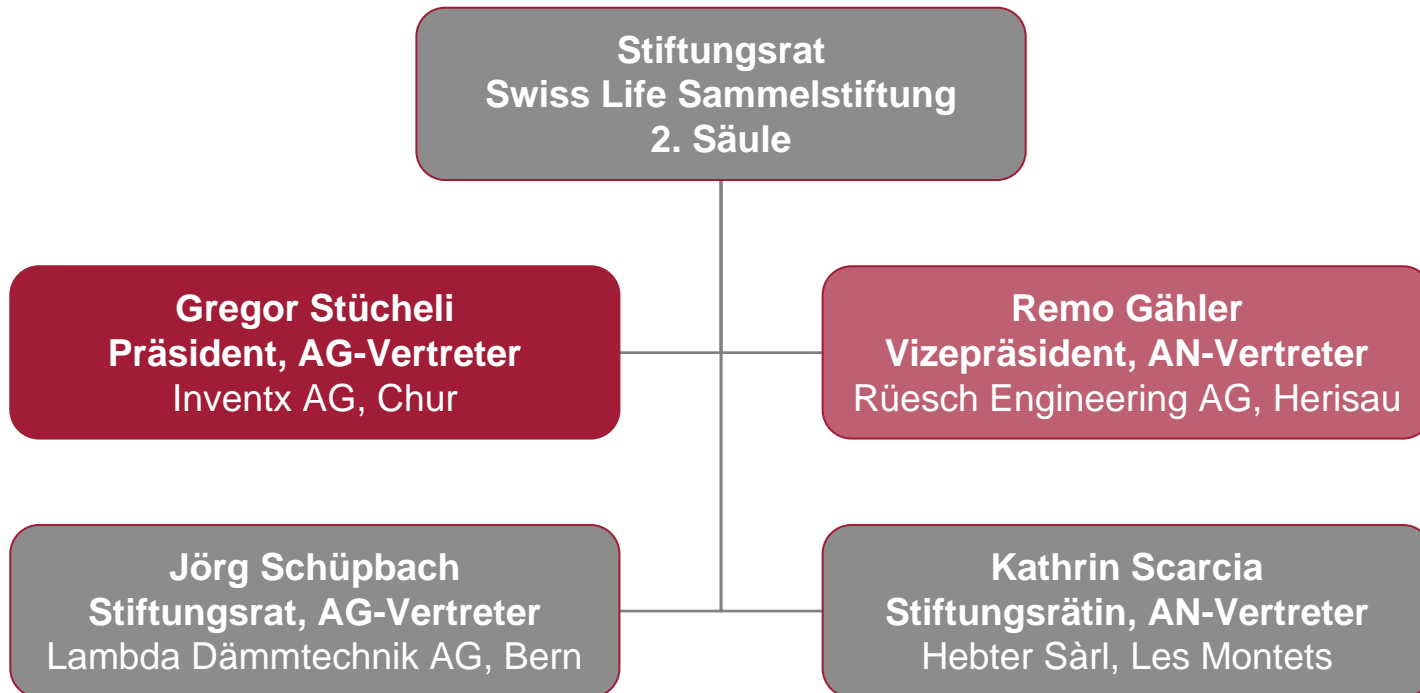 Stiftungsrat
Swiss Life Sammelstiftung
2. Säule
Gregor Stücheli
Präsident, AG-Vertreter
Inventx AG, Chur
Remo Gähler
Vizepräsident, AN-Vertreter
Rüesch Engineering AG, Herisau
Jörg Schüpbach
Stiftungsrat, AG-Vertreter
Lambda Dämmtechnik AG, Bern
Kathrin Scarcia
Stiftungsrätin, AN-Vertreter
Hebter Sàrl, Les Montets